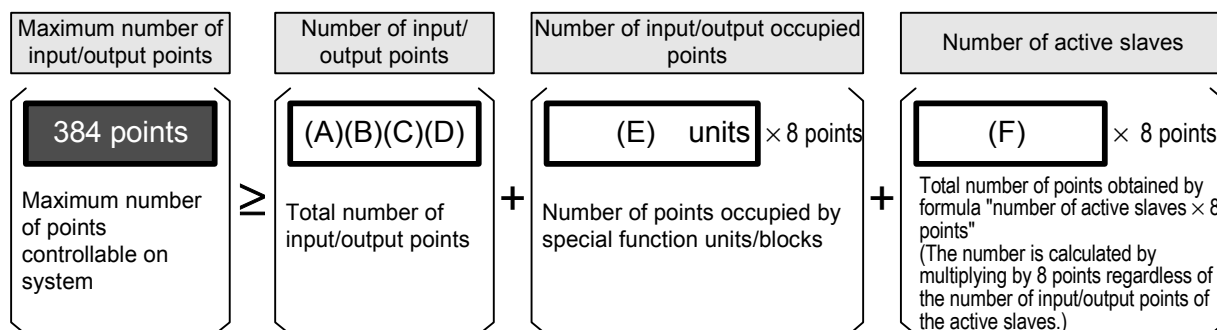 Maximum number of
input/output points
Number of input/
output points
Number of input/output occupied
points
Number of active slaves
384 points
Maximum number
of points
controllable on
system
≥
(A)(B)(C)(D)
Total number of
input/output points
+
(E) units × 8 points
Number of points occupied by
special function units/blocks
+
(F) × 8 points
Total number of points obtained by
formula "number of active slaves × 8
points"
(The number is calculated by
multiplying by 8 points regardless of
the number of input/output points of
the active slaves.)